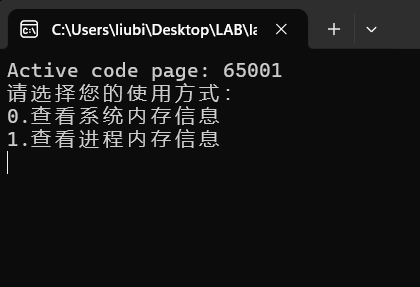 C:\Users\liubi\Desktop\LAB\la
Active code page: 65001
请选择您的使用方式：
0.查看系统内存信息
1.查看进程内存信息